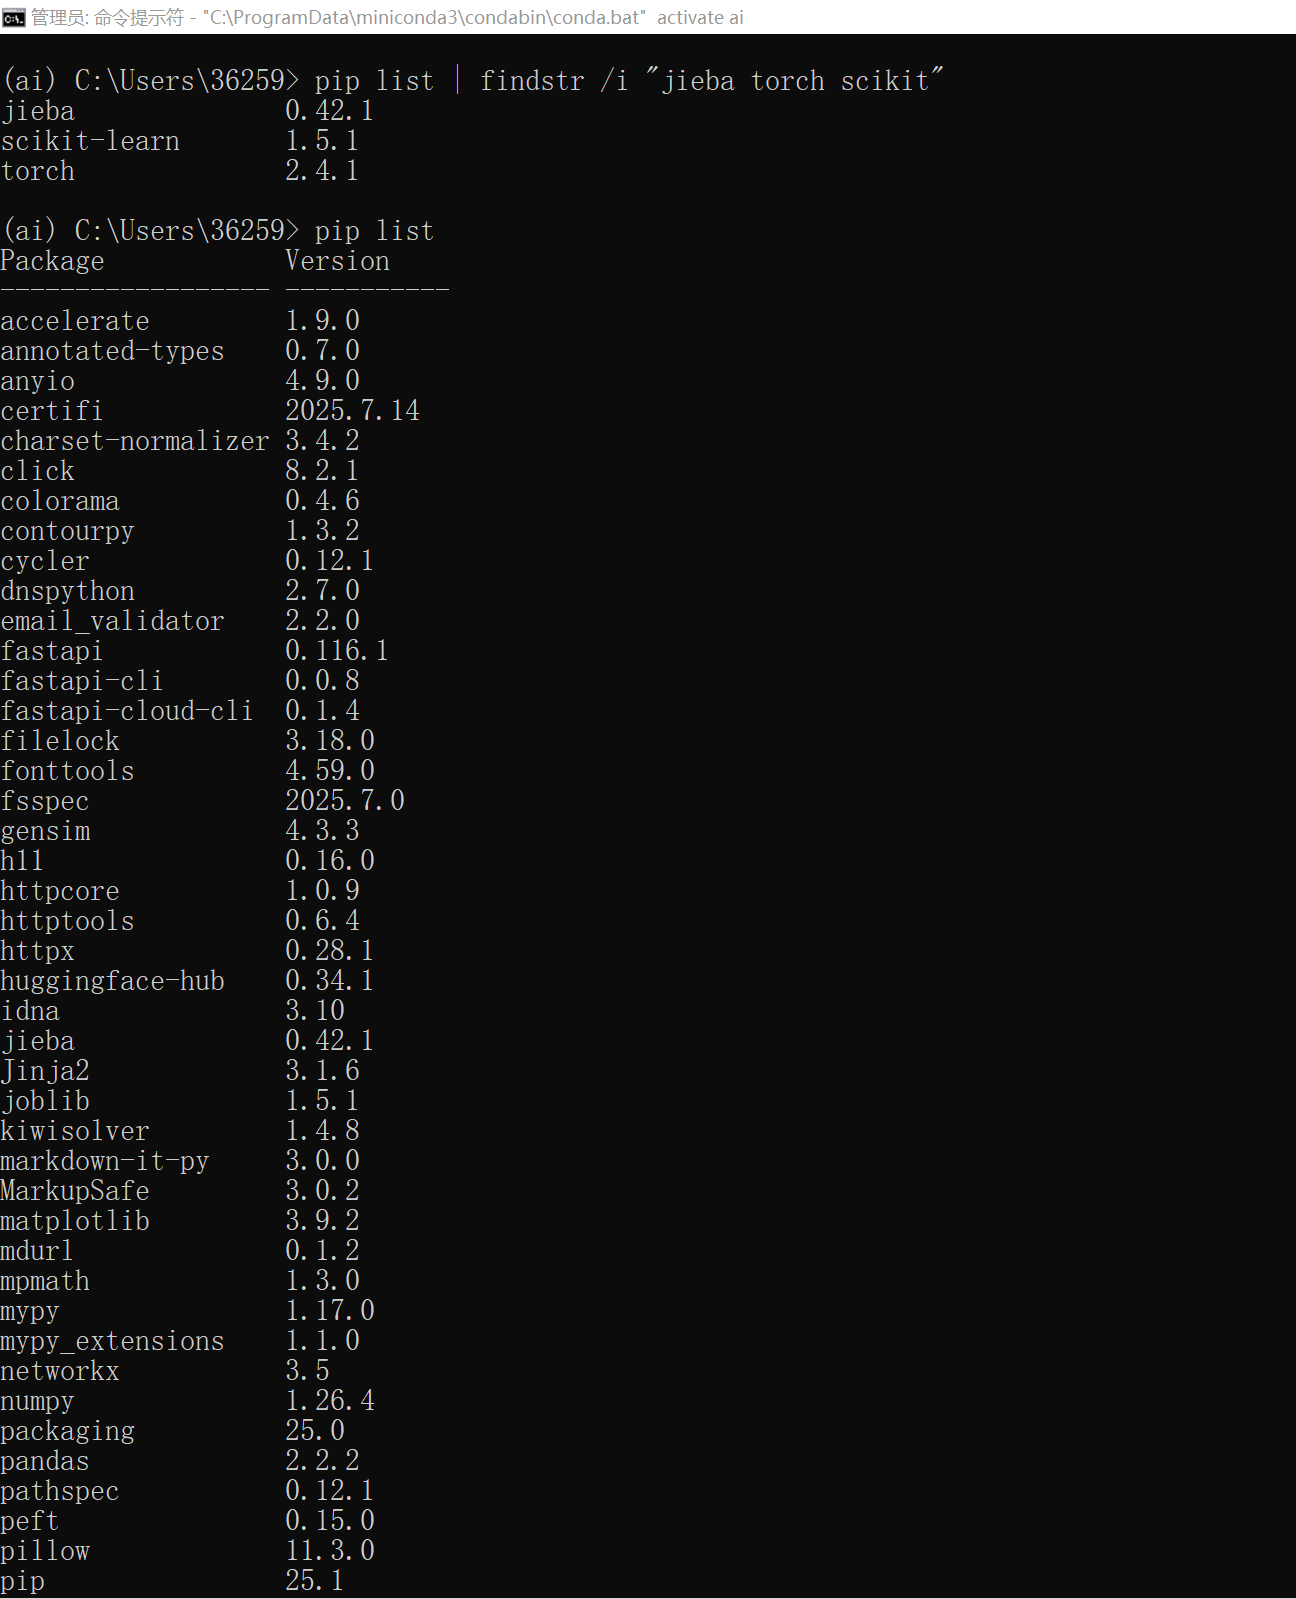 管理员: 命令提示符 - "C:\ProgramData\miniconda3\condabin\conda.bat"  activate ai
(ai) C:\Users\36259> pip list | findstr /i "jieba torch scikit"
jieba              0.42.1
scikit-learn       1.5.1
torch              2.4.1
(ai) C:\Users\36259> pip list
Package            Version
------------------ -----------
accelerate         1.9.0
annotated-types    0.7.0
anyio              4.9.0
certifi            2025.7.14
charset-normalizer 3.4.2
click              8.2.1
colorama           0.4.6
contourpy          1.3.2
cycler             0.12.1
dnspython          2.7.0
email_validator    2.2.0
fastapi            0.116.1
fastapi-cli        0.0.8
fastapi-cloud-cli  0.1.4
filelock           3.18.0
fonttools          4.59.0
fsspec             2025.7.0
gensim             4.3.3
h11                0.16.0
httpcore           1.0.9
httptools          0.6.4
httpx              0.28.1
huggingface-hub    0.34.1
idna               3.10
jieba              0.42.1
Jinja2             3.1.6
joblib             1.5.1
kiwisolver         1.4.8
markdown-it-py     3.0.0
MarkupSafe         3.0.2
matplotlib         3.9.2
mdurl              0.1.2
mpmath             1.3.0
mypy               1.17.0
mypy_extensions    1.1.0
networkx           3.5
numpy              1.26.4
packaging          25.0
pandas             2.2.2
pathspec           0.12.1
peft               0.15.0
pillow             11.3.0
pip                25.1